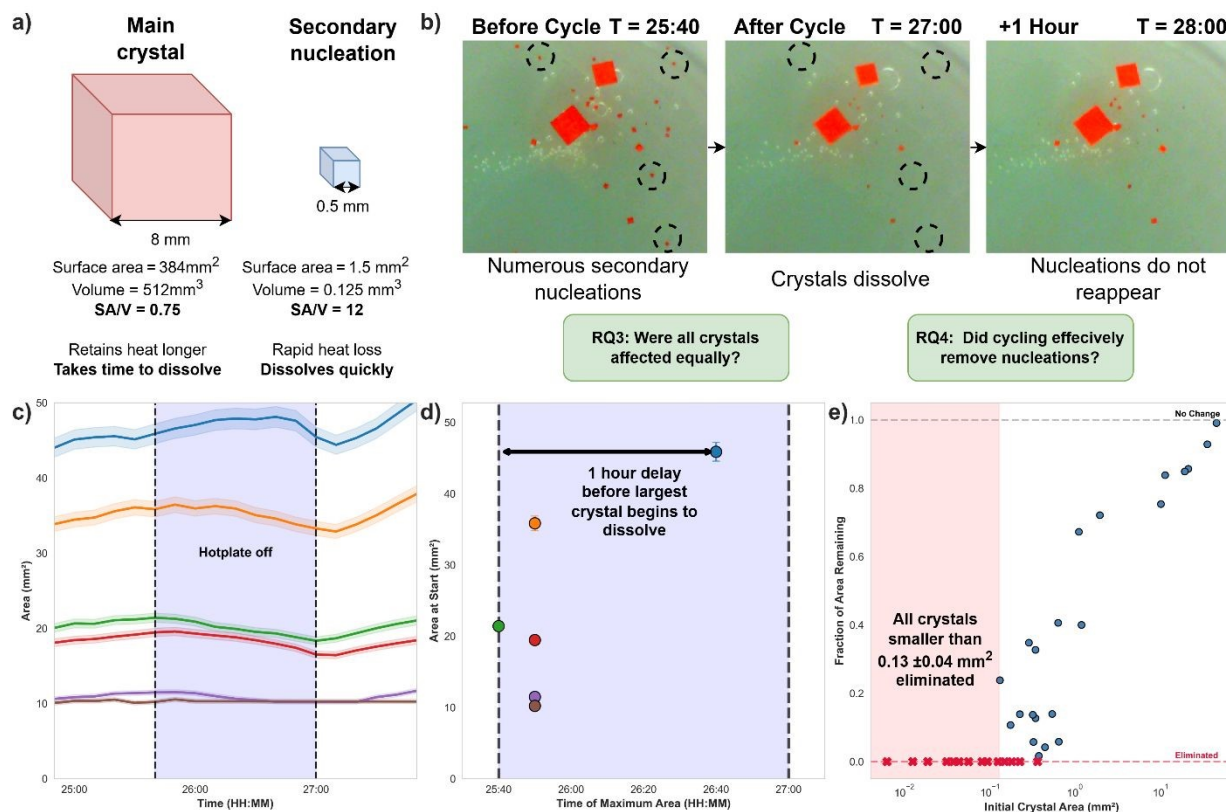 a)
Main
crystal
Secondary
nucleation
8 mm
0.5 mm
Surface area = 384mm²
Volume = 512mm³
SA/V = 0.75
Surface area = 1.5 mm²
Volume = 0.125 mm³
SA/V = 12
Retains heat longer
Takes time to dissolve
Rapid heat loss
Dissolves quickly
b)
Before Cycle T = 25:40
After Cycle T = 27:00
+1 Hour T = 28:00
Numerous secondary
nucleations
Crystals dissolve
Nucleations do not
reappear
RQ3: Were all crystals
affected equally?
RQ4: Did cycling effecively
remove nucleations?
c)
50
40
30
20
10
0
Area (mm²)
Hotplate off
25:00
26:00
27:00
Time (HH:MM)
d)
50
40
30
20
10
0
Area at Start (mm²)
1 hour delay
before largest
crystal begins to
dissolve
25:40
26:00
26:20
26:40
27:00
Time of Maximum Area (HH:MM)
e)
1.0
0.8
0.6
0.4
0.2
0.0
Fraction of Area Remaining
No Change
All crystals
smaller than
0.13 ±0.04 mm²
eliminated
Eliminated
10⁻²
10⁻¹
10⁰
10¹
Initial Crystal Area (mm²)